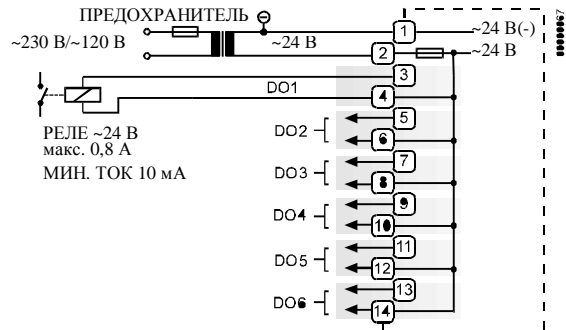 ПРЕДОХРАНИТЕЛЬ
~230 В/~120 В
~24 В
1
~24 В(-)
2
~24 В
3
DO1
4
РЕЛЕ ~24 В
макс. 0,8 А
МИН. ТОК 10 мА
5
DO2
6
7
DO3
8
9
DO4
10
11
DO5
12
13
DO6
14